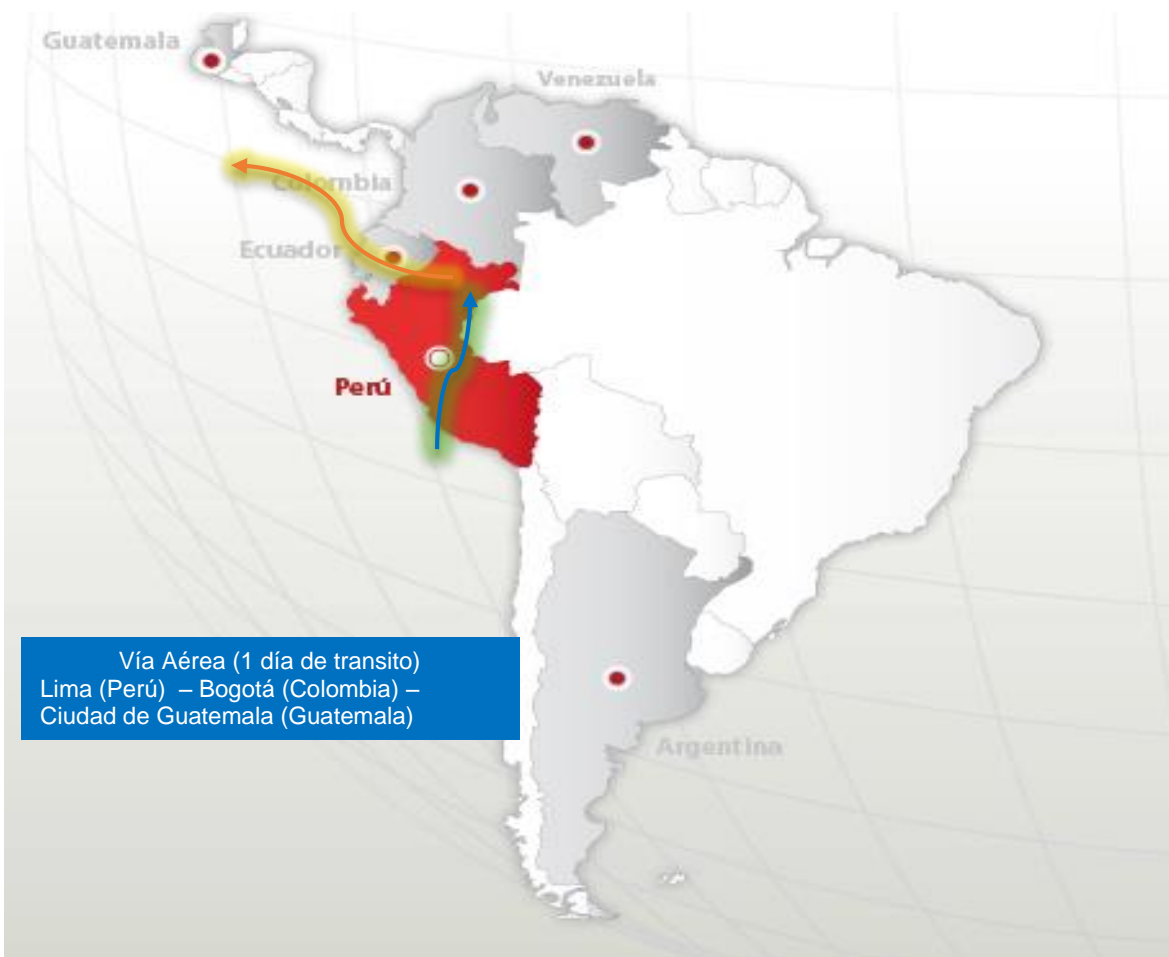 Guatemala
Venezuela
Colombia
Ecuador
Perú
Vía Aérea (1 día de transito)
Lima (Perú) – Bogotá (Colombia) –
Ciudad de Guatemala (Guatemala)
Argentina